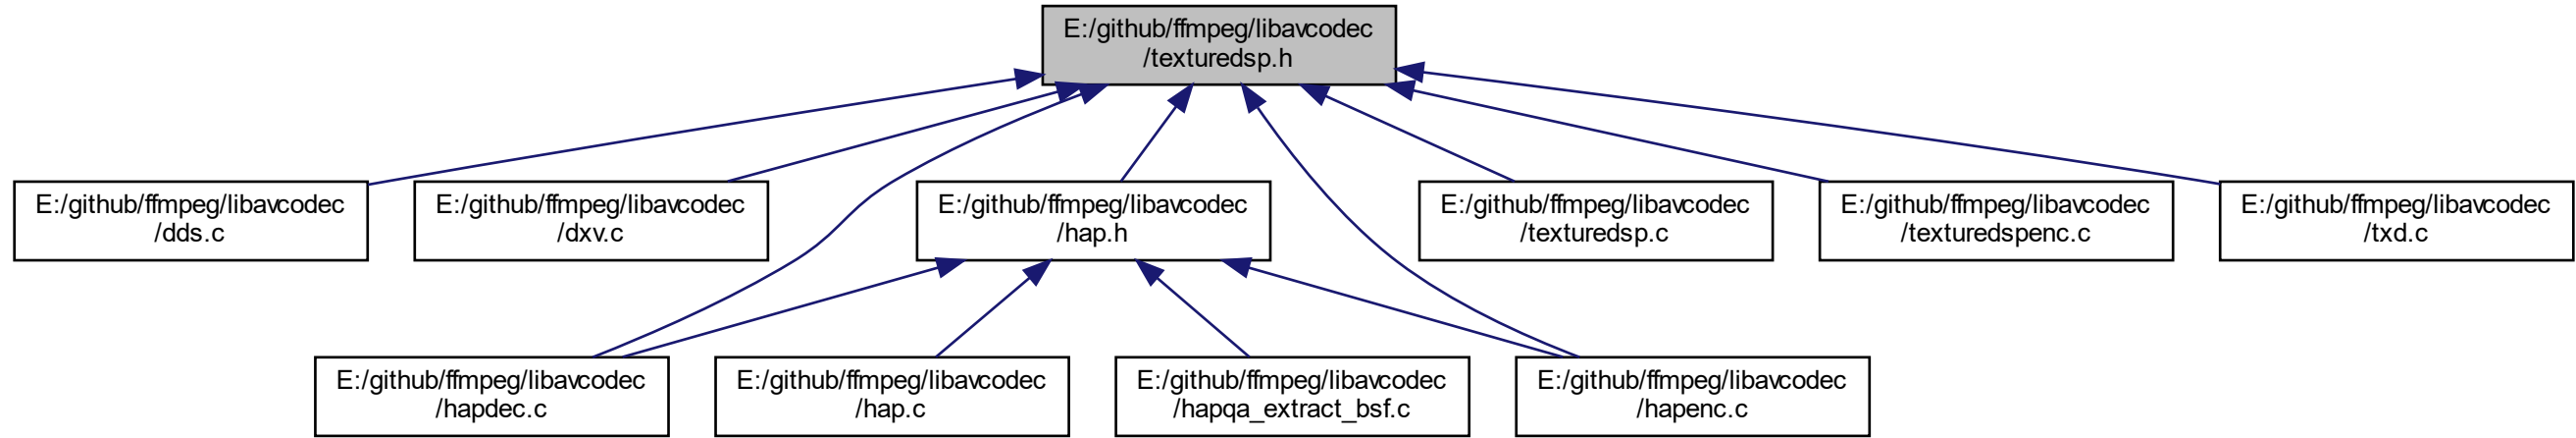 E:/github/ffmpeg/libavcodec
/texturedsp.h
E:/github/ffmpeg/libavcodec
/dds.c
E:/github/ffmpeg/libavcodec
/dxv.c
E:/github/ffmpeg/libavcodec
/hap.h
E:/github/ffmpeg/libavcodec
/texturedsp.c
E:/github/ffmpeg/libavcodec
/texturedspenc.c
E:/github/ffmpeg/libavcodec
/txd.c
E:/github/ffmpeg/libavcodec
/hapdec.c
E:/github/ffmpeg/libavcodec
/hap.c
E:/github/ffmpeg/libavcodec
/hapqa_extract_bsf.c
E:/github/ffmpeg/libavcodec
/hapenc.c